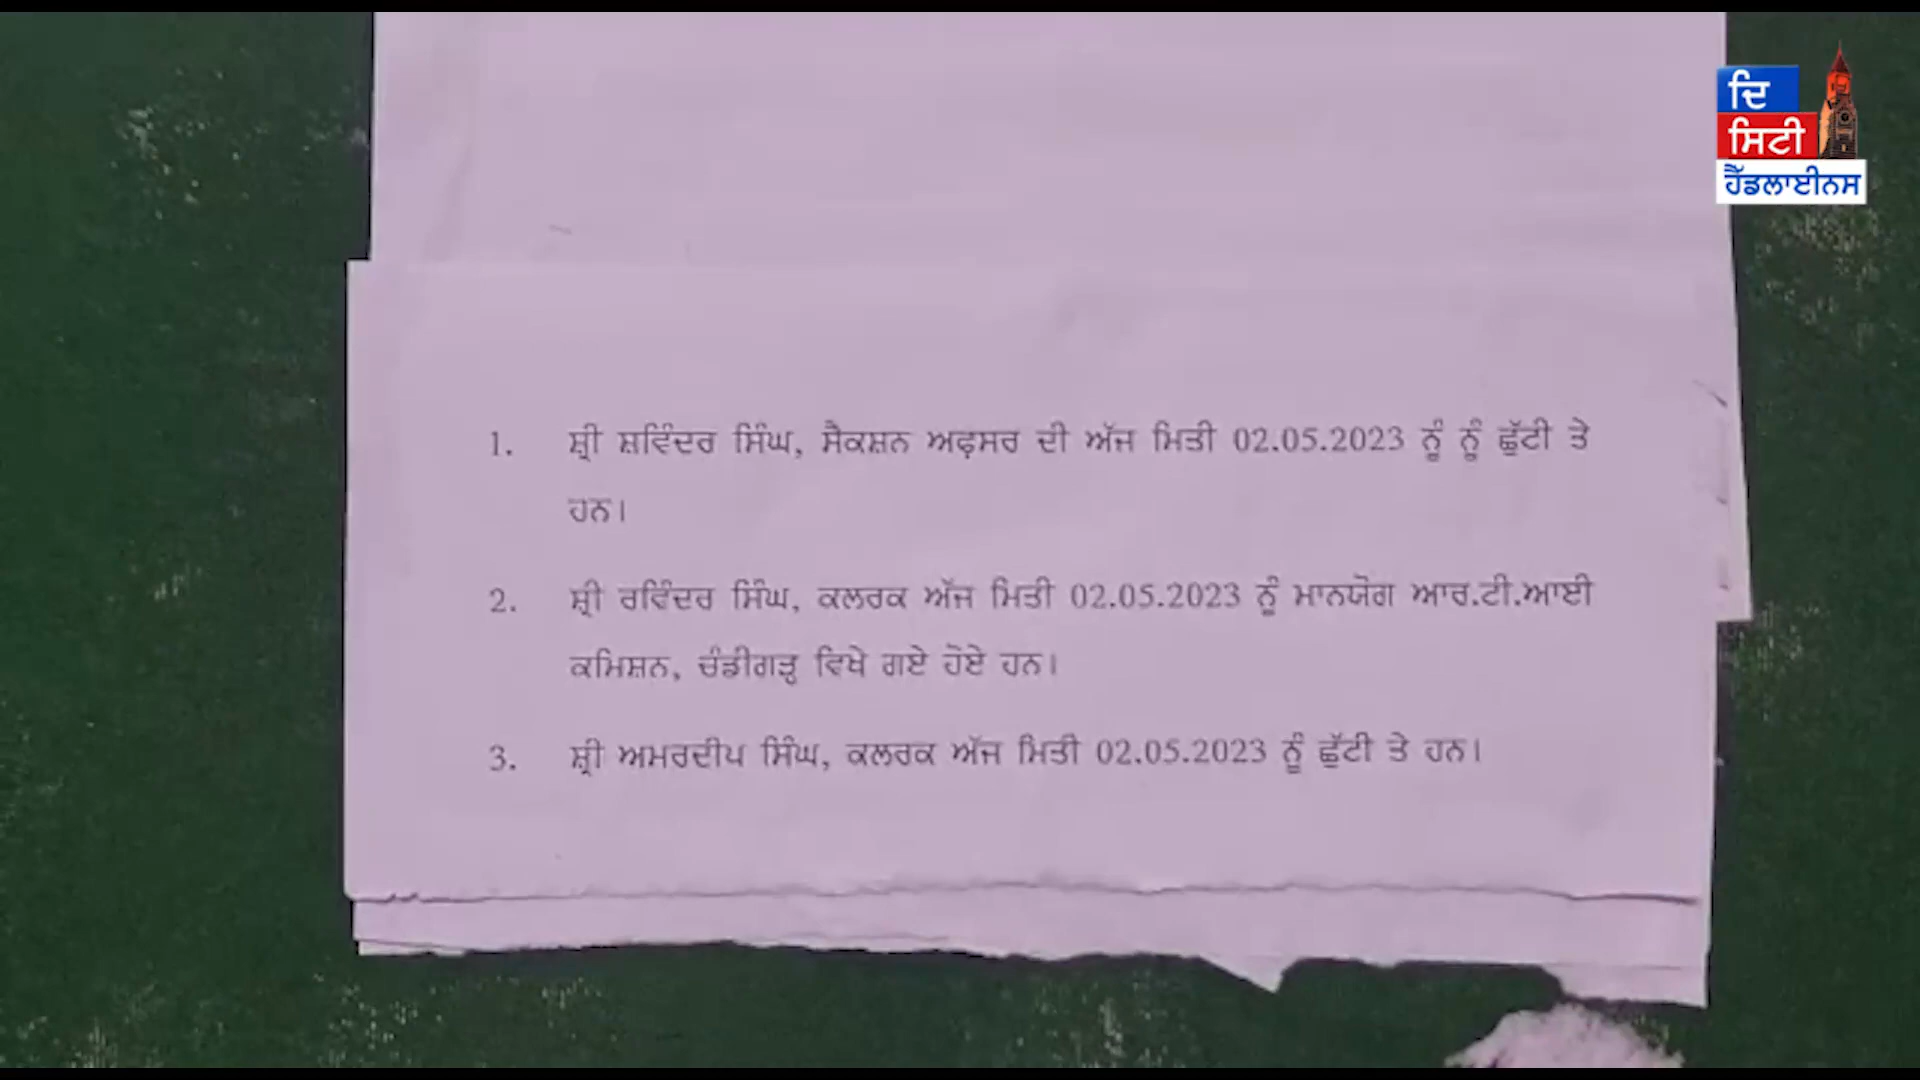 ਦਿ
ਸਿਟੀ
ਹੈੱਡਲਾਈਨਸ
1. ਸ਼੍ਰੀ ਸ਼ਵਿੰਦਰ ਸਿੰਘ, ਸੈਕਸ਼ਨ ਅਫ਼ਸਰ ਦੀ ਅੱਜ ਮਿਤੀ 02.05.2023 ਨੂੰ ਨੂੰ ਛੁੱਟੀ ਤੇ
ਹਨ।
2. ਸ਼੍ਰੀ ਰਵਿੰਦਰ ਸਿੰਘ, ਕਲਰਕ ਅੱਜ ਮਿਤੀ 02.05.2023 ਨੂੰ ਮਾਨਯੋਗ ਆਰ.ਟੀ.ਆਈ
ਕਮਿਸ਼ਨ, ਚੰਡੀਗੜ੍ਹ ਵਿਖੇ ਗਏ ਹੋਏ ਹਨ।
3. ਸ਼੍ਰੀ ਅਮਰਦੀਪ ਸਿੰਘ, ਕਲਰਕ ਅੱਜ ਮਿਤੀ 02.05.2023 ਨੂੰ ਛੁੱਟੀ ਤੇ ਹਨ।